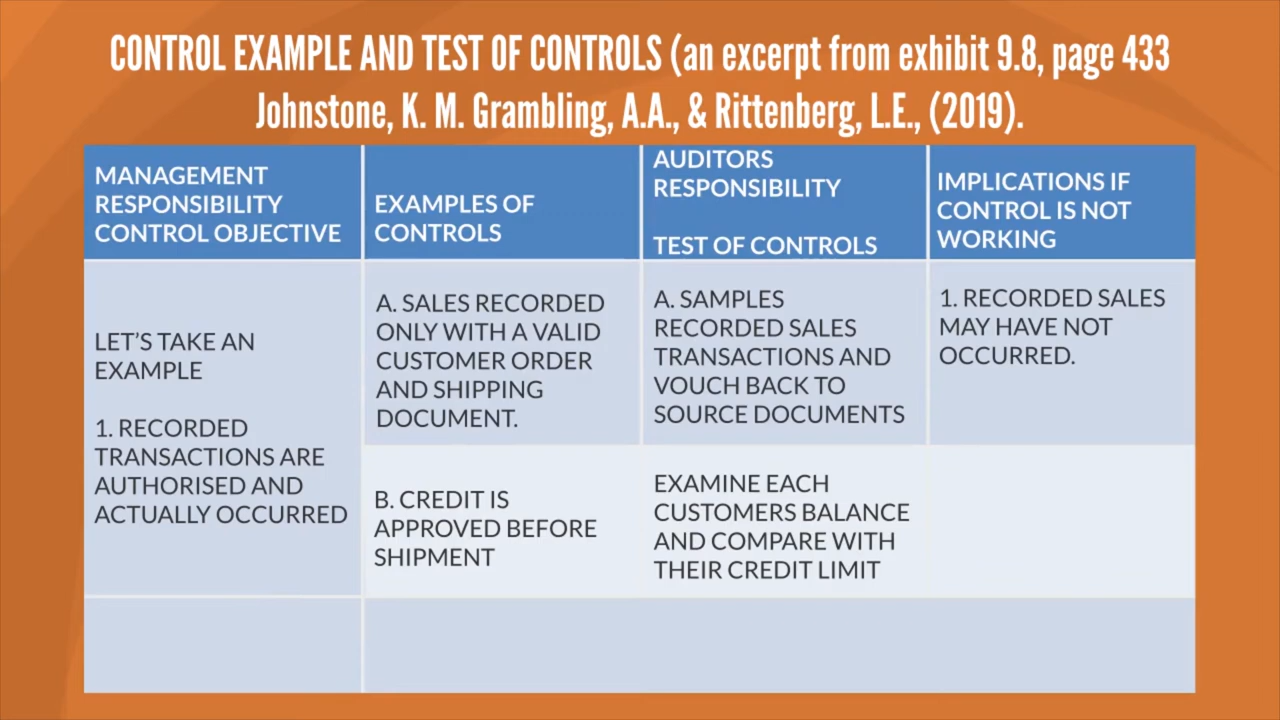 CONTROL EXAMPLE AND TEST OF CONTROLS (an excerpt from exhibit 9.8, page 433
Johnstone, K. M. Grambling, A.A., & Rittenberg, L.E., (2019).
MANAGEMENT
RESPONSIBILITY
CONTROL OBJECTIVE
EXAMPLES OF
CONTROLS
AUDITORS
RESPONSIBILITY
TEST OF CONTROLS
IMPLICATIONS IF
CONTROL IS NOT
WORKING
LET'S TAKE AN
EXAMPLE
1. RECORDED
TRANSACTIONS ARE
AUTHORISED AND
ACTUALLY OCCURRED
A. SALES RECORDED
ONLY WITH A VALID
CUSTOMER ORDER
AND SHIPPING
DOCUMENT.
A. SAMPLES
RECORDED SALES
TRANSACTIONS AND
VOUCH BACK TO
SOURCE DOCUMENTS
1. RECORDED SALES
MAY HAVE NOT
OCCURRED.
B. CREDIT IS
APPROVED BEFORE
SHIPMENT
EXAMINE EACH
CUSTOMERS BALANCE
AND COMPARE WITH
THEIR CREDIT LIMIT